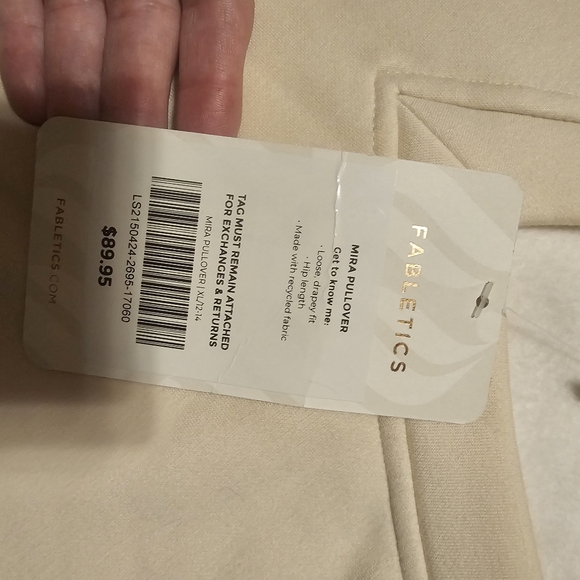 FABLETICS
MIRA PULLOVER
Get to know me:
· Loose, drapey fit
· Hip length
· Made with recycled fabric
TAG MUST REMAIN ATTACHED
FOR EXCHANGES & RETURNS
MIRA PULLOVER | XL/12-14
LS2150424-2695-17060
$89.95
FABLETICS.COM